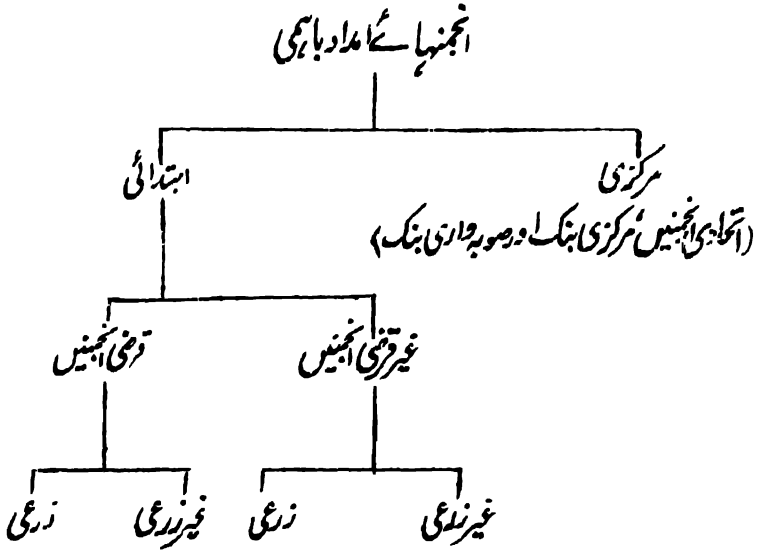 انجمنہائے امداد باہمی
مرکزی
ابتدائی
(اتحادی انجمنیں، مرکزی بنک اور صوبہ واری بنک)
غیر قرضی انجمنیں
قرضی انجمنیں
غیر زرعی
زرعی
غیر زرعی
زرعی